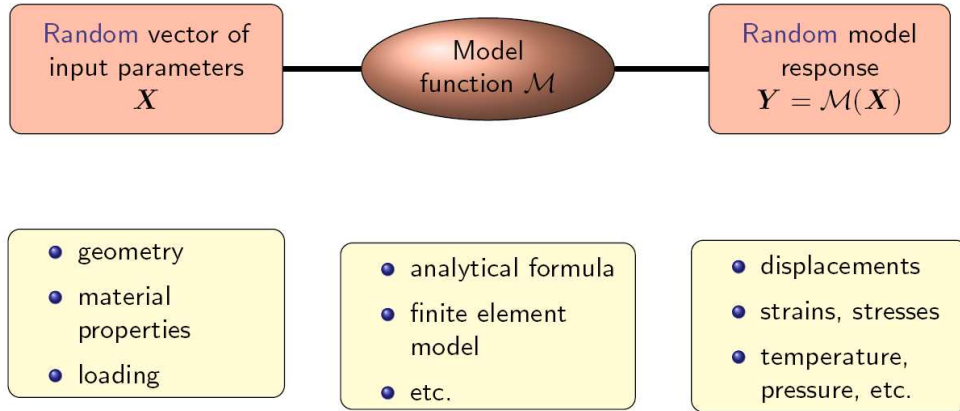 Random vector of
input parameters
X
Model
function M
Random model
response
Y = M(X)
geometry
material
properties
loading
analytical formula
finite element
model
etc.
displacements
strains, stresses
temperature,
pressure, etc.